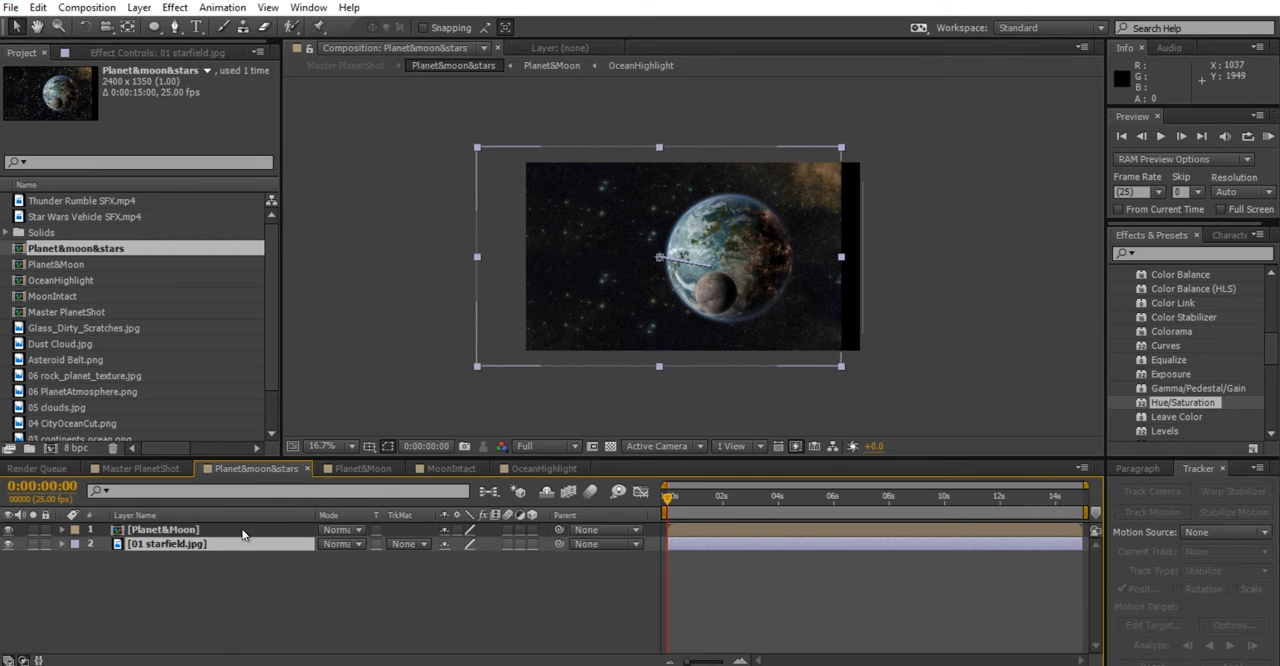 File Edit Composition Layer Effect Animation View Window Help
Snapping
Workspace: Standard
Search Help
Project Effect Controls: 01 starfield.jpg
Planet&moon&stars , used 1 time
2400 x 1350 (1.00)
Δ 0:00:15:00, 25.00 fps
Name
Thunder Rumble SFX.mp4
Star Wars Vehicle SFX.mp4
Solids
Planet&moon&stars
Planet&Moon
OceanHighlight
MoonIntact
Master PlanetShot
Glass_Dirty_Scratches.jpg
Dust Cloud.jpg
Asteroid Belt.png
06 rock_planet_texture.jpg
06 PlanetAtmosphere.png
05 clouds.jpg
04 CityOceanCut.png
03 continents ocean.png
8 bpc
Composition: Planet&moon&stars Layer: (none)
Master PlanetShot Planet&moon&stars Planet&Moon OceanHighlight
16.7% 0:00:00:00 Full Active Camera 1 View +0.0
Info Audio
R : X : 1037
G : Y : 1949
B :
A : 0
Preview
RAM Preview Options
Frame Rate Skip Resolution
(25) 0 Auto
From Current Time Full Screen
Effects & Presets Characte
Color Balance
Color Balance (HLS)
Color Link
Color Stabilizer
Colorama
Curves
Equalize
Exposure
Gamma/Pedestal/Gain
Hue/Saturation
Leave Color
Levels
Render Queue Master PlanetShot Planet&moon&stars Planet&Moon MoonIntact OceanHighlight
0:00:00:00
00000 (25.00 fps)
02s 04s 06s 08s 10s 12s 14s
# Layer Name Mode T TrkMat Parent
1 [Planet&Moon] Norma None
2 [01 starfield.jpg] Norma None None
Paragraph Tracker
Track Camera Warp Stabilizer
Track Motion Stabilize Motion
Motion Source: None
Current Track: None
Track Type: Stabilize
Posit... Rotation Scale
Motion Target:
Edit Target... Options...
Analyze: